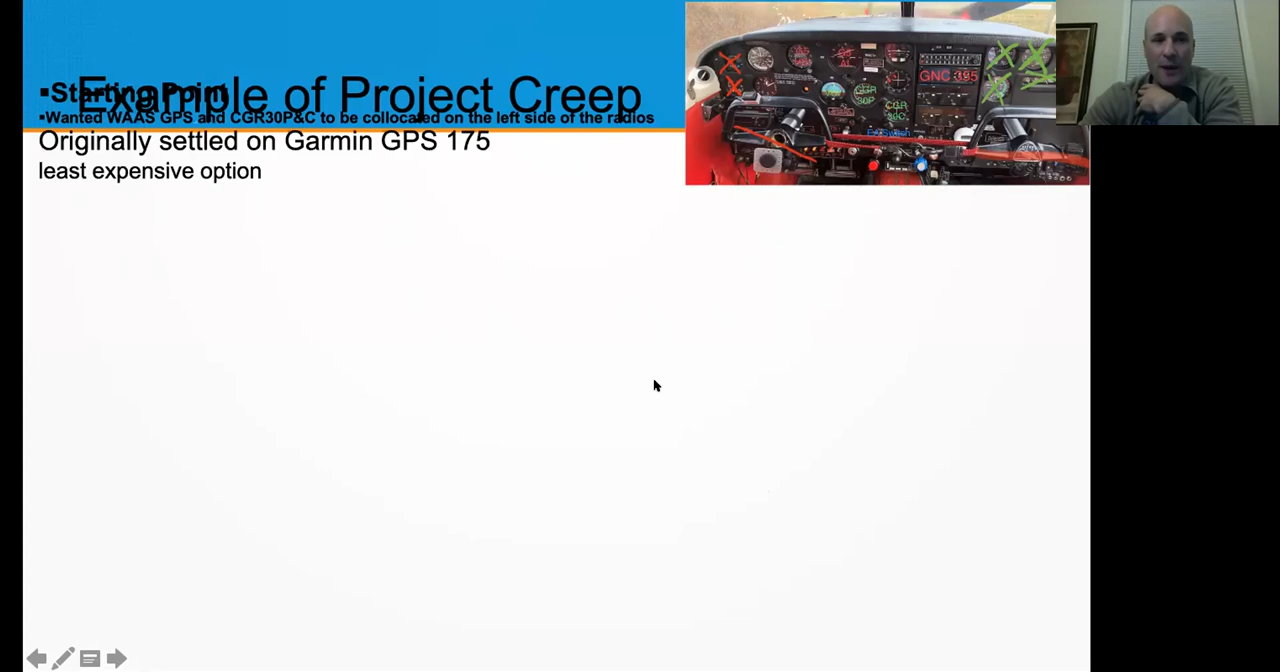 Example of Project Creep
▪Starting Point
▪Wanted WAAS GPS and CGR30P&C to be collocated on the left side of the radios
Originally settled on Garmin GPS 175
least expensive option
GNC 395
CGR
30P
CGR
30C